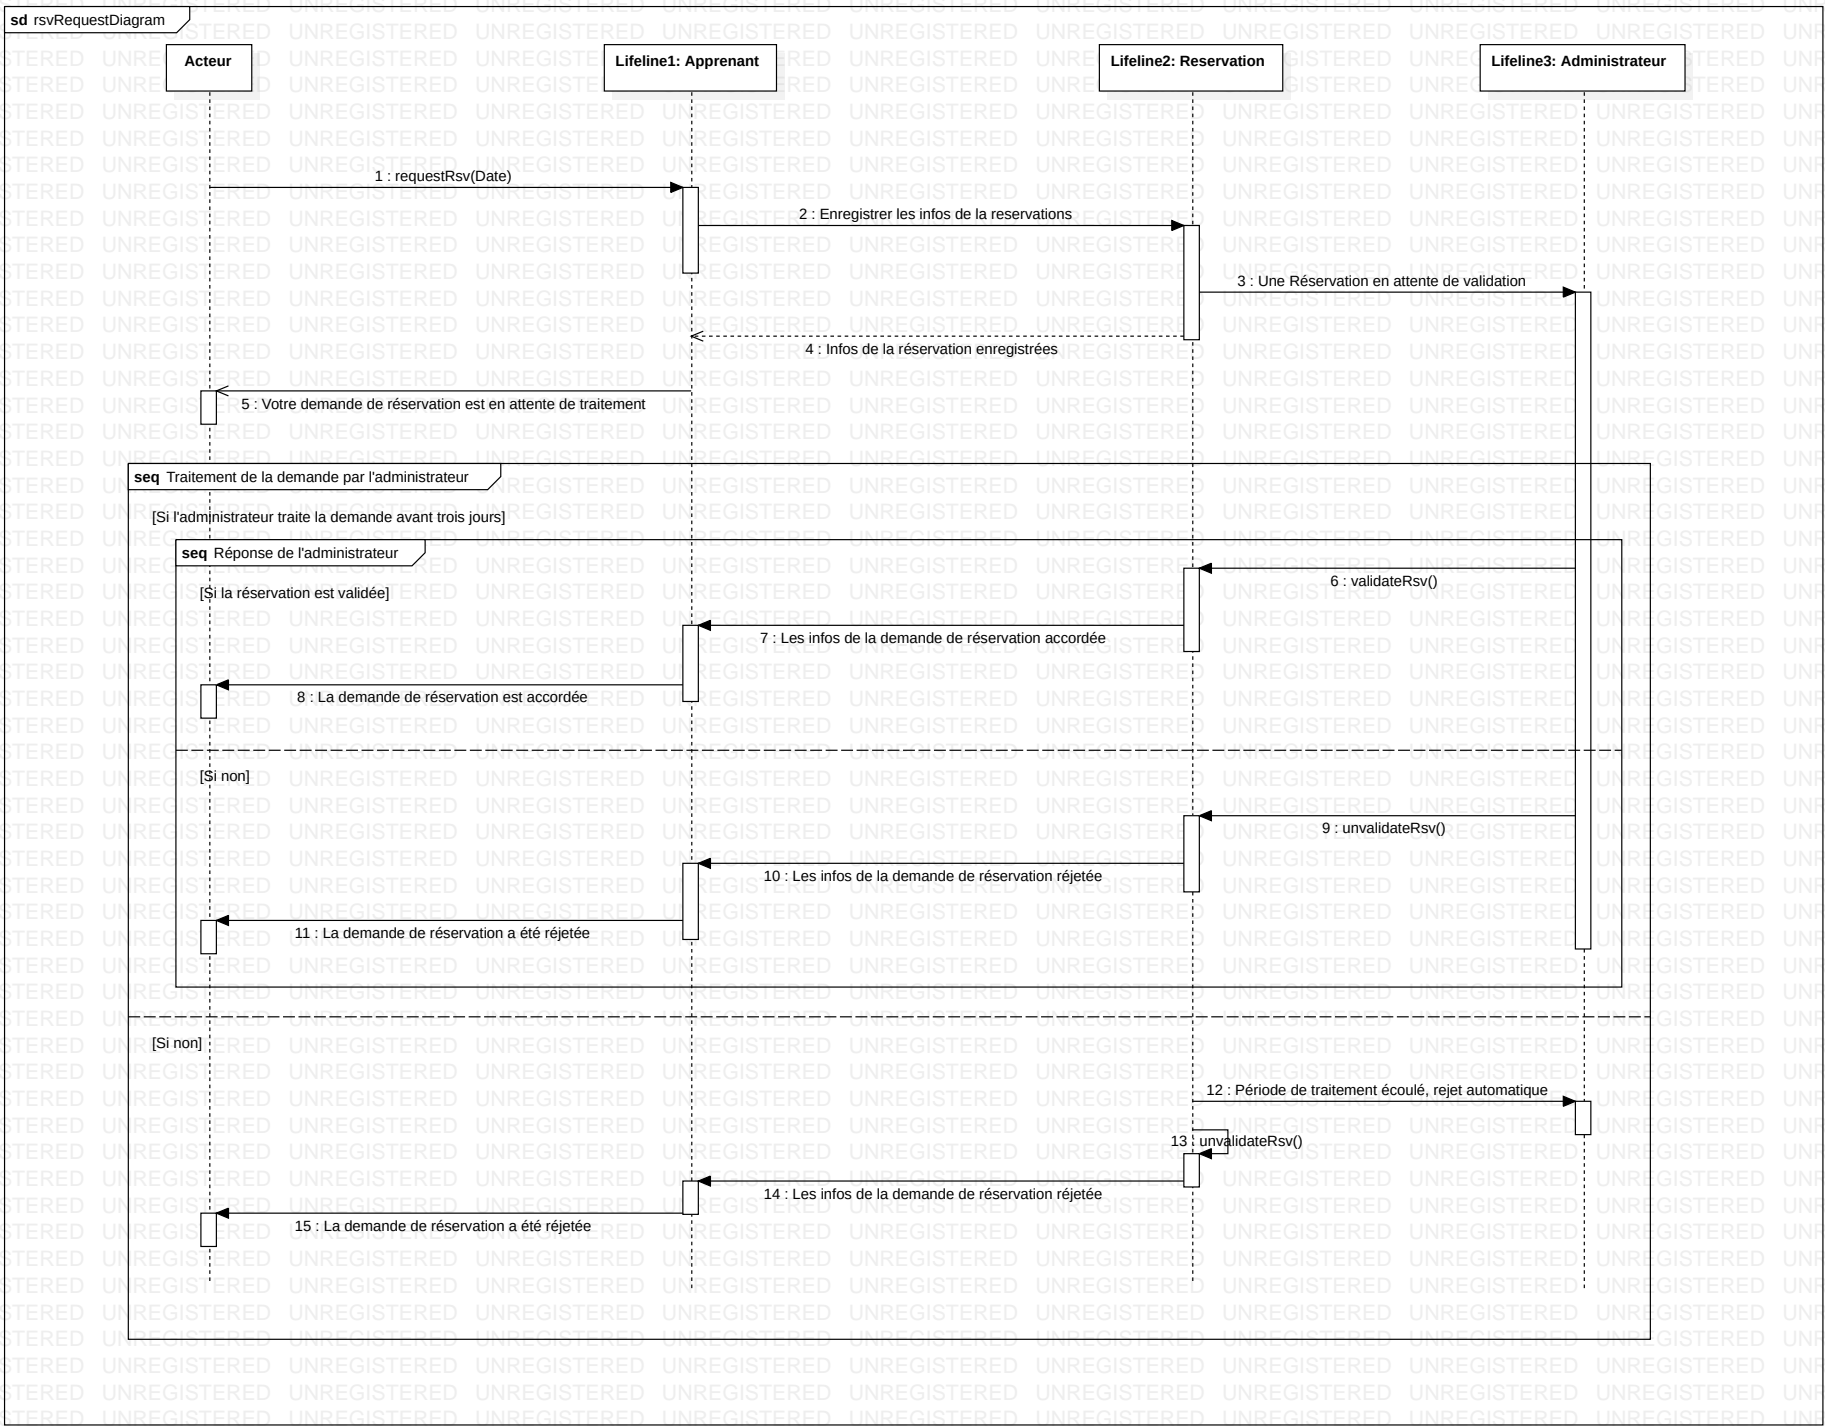 sd rsvRequestDiagram
Acteur
Lifeline1: Apprenant
Lifeline2: Reservation
Lifeline3: Administrateur
1 : requestRsv(Date)
2 : Enregistrer les infos de la reservations
3 : Une Réservation en attente de validation
4 : Infos de la réservation enregistrées
5 : Votre demande de réservation est en attente de traitement
seq Traitement de la demande par l'administrateur
[Si l'administrateur traite la demande avant trois jours]
seq Réponse de l'administrateur
[Si la réservation est validée]
6 : validateRsv()
7 : Les infos de la demande de réservation accordée
8 : La demande de réservation est accordée
[Si non]
9 : unvalidateRsv()
10 : Les infos de la demande de réservation réjetée
11 : La demande de réservation a été réjetée
[Si non]
12 : Période de traitement écoulé, rejet automatique
13 : unvalidateRsv()
14 : Les infos de la demande de réservation réjetée
15 : La demande de réservation a été réjetée
UNREGISTERED